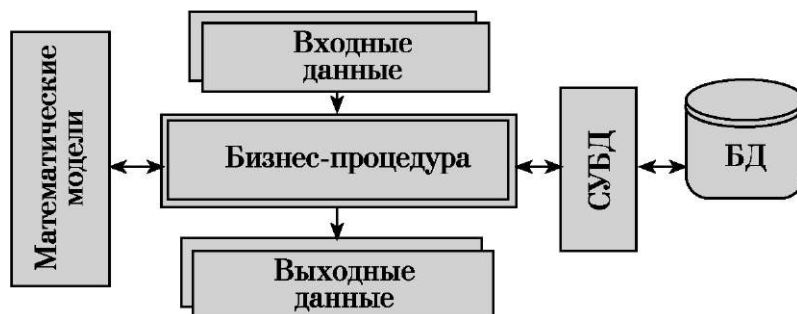 Входные
данные
Математические
модели
Бизнес-процедура
СУБД
БД
Выходные
данные